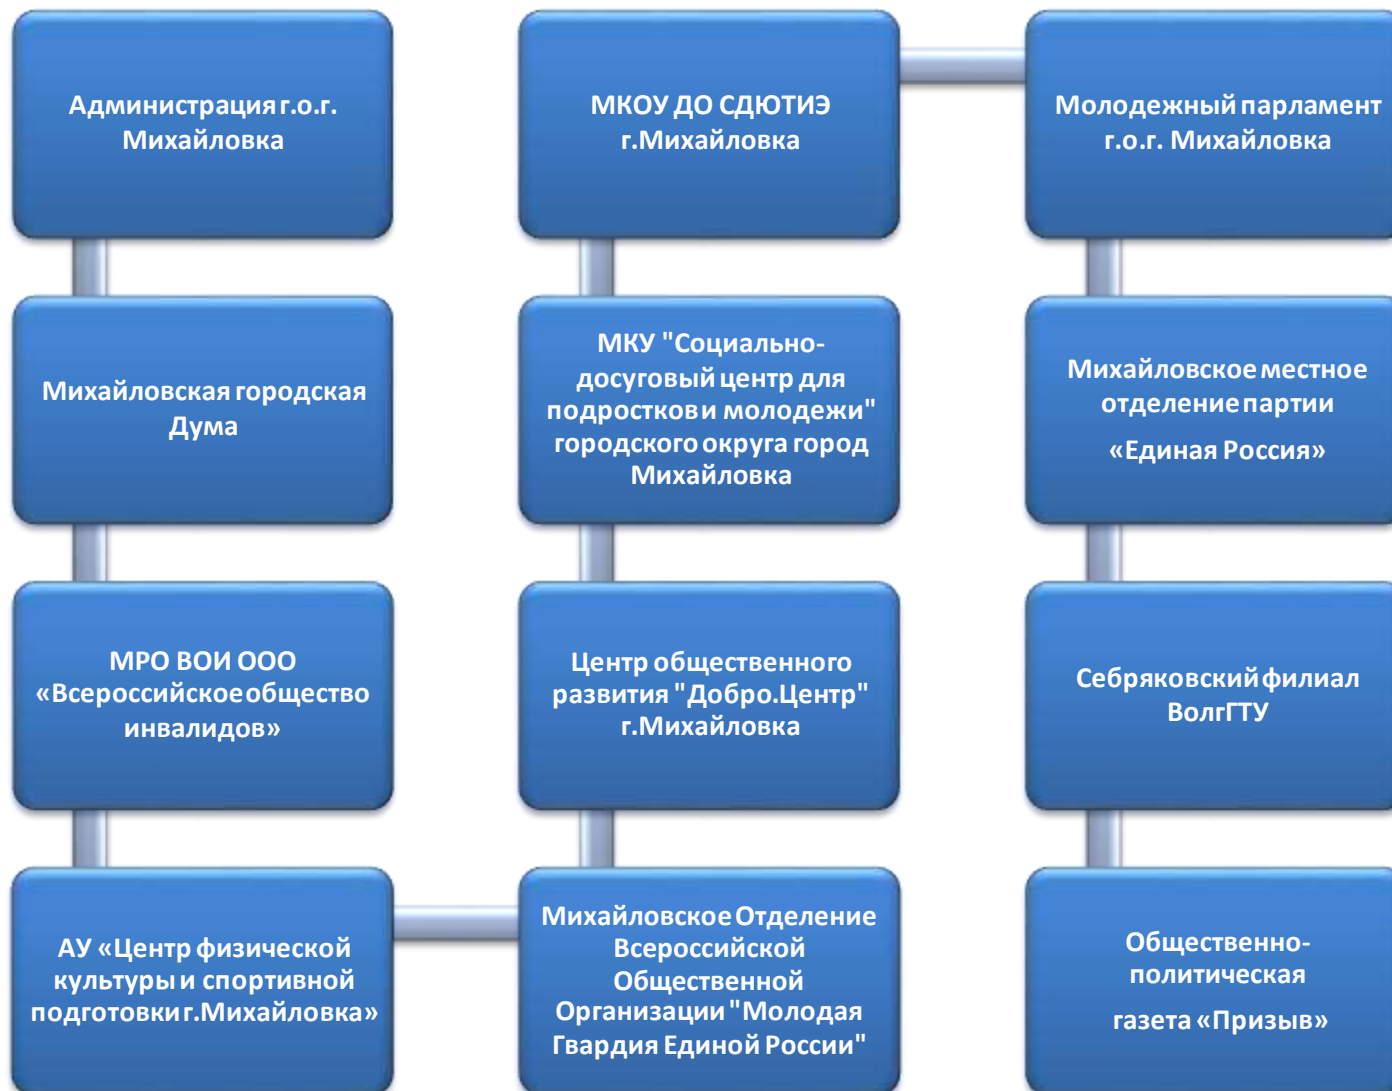 Администрация г.о.г.
Михайловка
Михайловская городская
Дума
МРО ВОИ ООО
«Всероссийское общество
инвалидов»
АУ «Центр физической
культуры и спортивной
подготовки г.Михайловка»
Михайловское Отделение
Всероссийской
Общественной
Организации "Молодая
Гвардия Единой России"
Центр общественного
развития "Добро.Центр"
г.Михайловка
МКУ "Социально-
досуговый центр для
подростков и молодежи"
городского округа город
Михайловка
МКОУ ДО СДЮТИЭ
г.Михайловка
Молодежный парламент
г.о.г. Михайловка
Михайловское местное
отделение партии
«Единая Россия»
Себряковский филиал
ВолгГТУ
Общественно-
политическая
газета «Призыв»